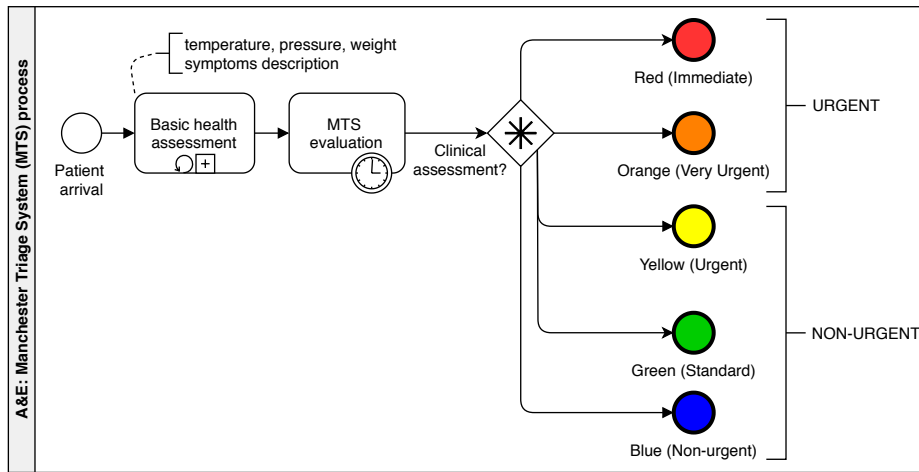 A&E: Manchester Triage System (MTS) process
temperature, pressure, weight
symptoms description
Patient
arrival
Basic health
assessment
MTS
evaluation
Clinical
assessment?
Red (Immediate)
Orange (Very Urgent)
URGENT
Yellow (Urgent)
Green (Standard)
Blue (Non-urgent)
NON-URGENT